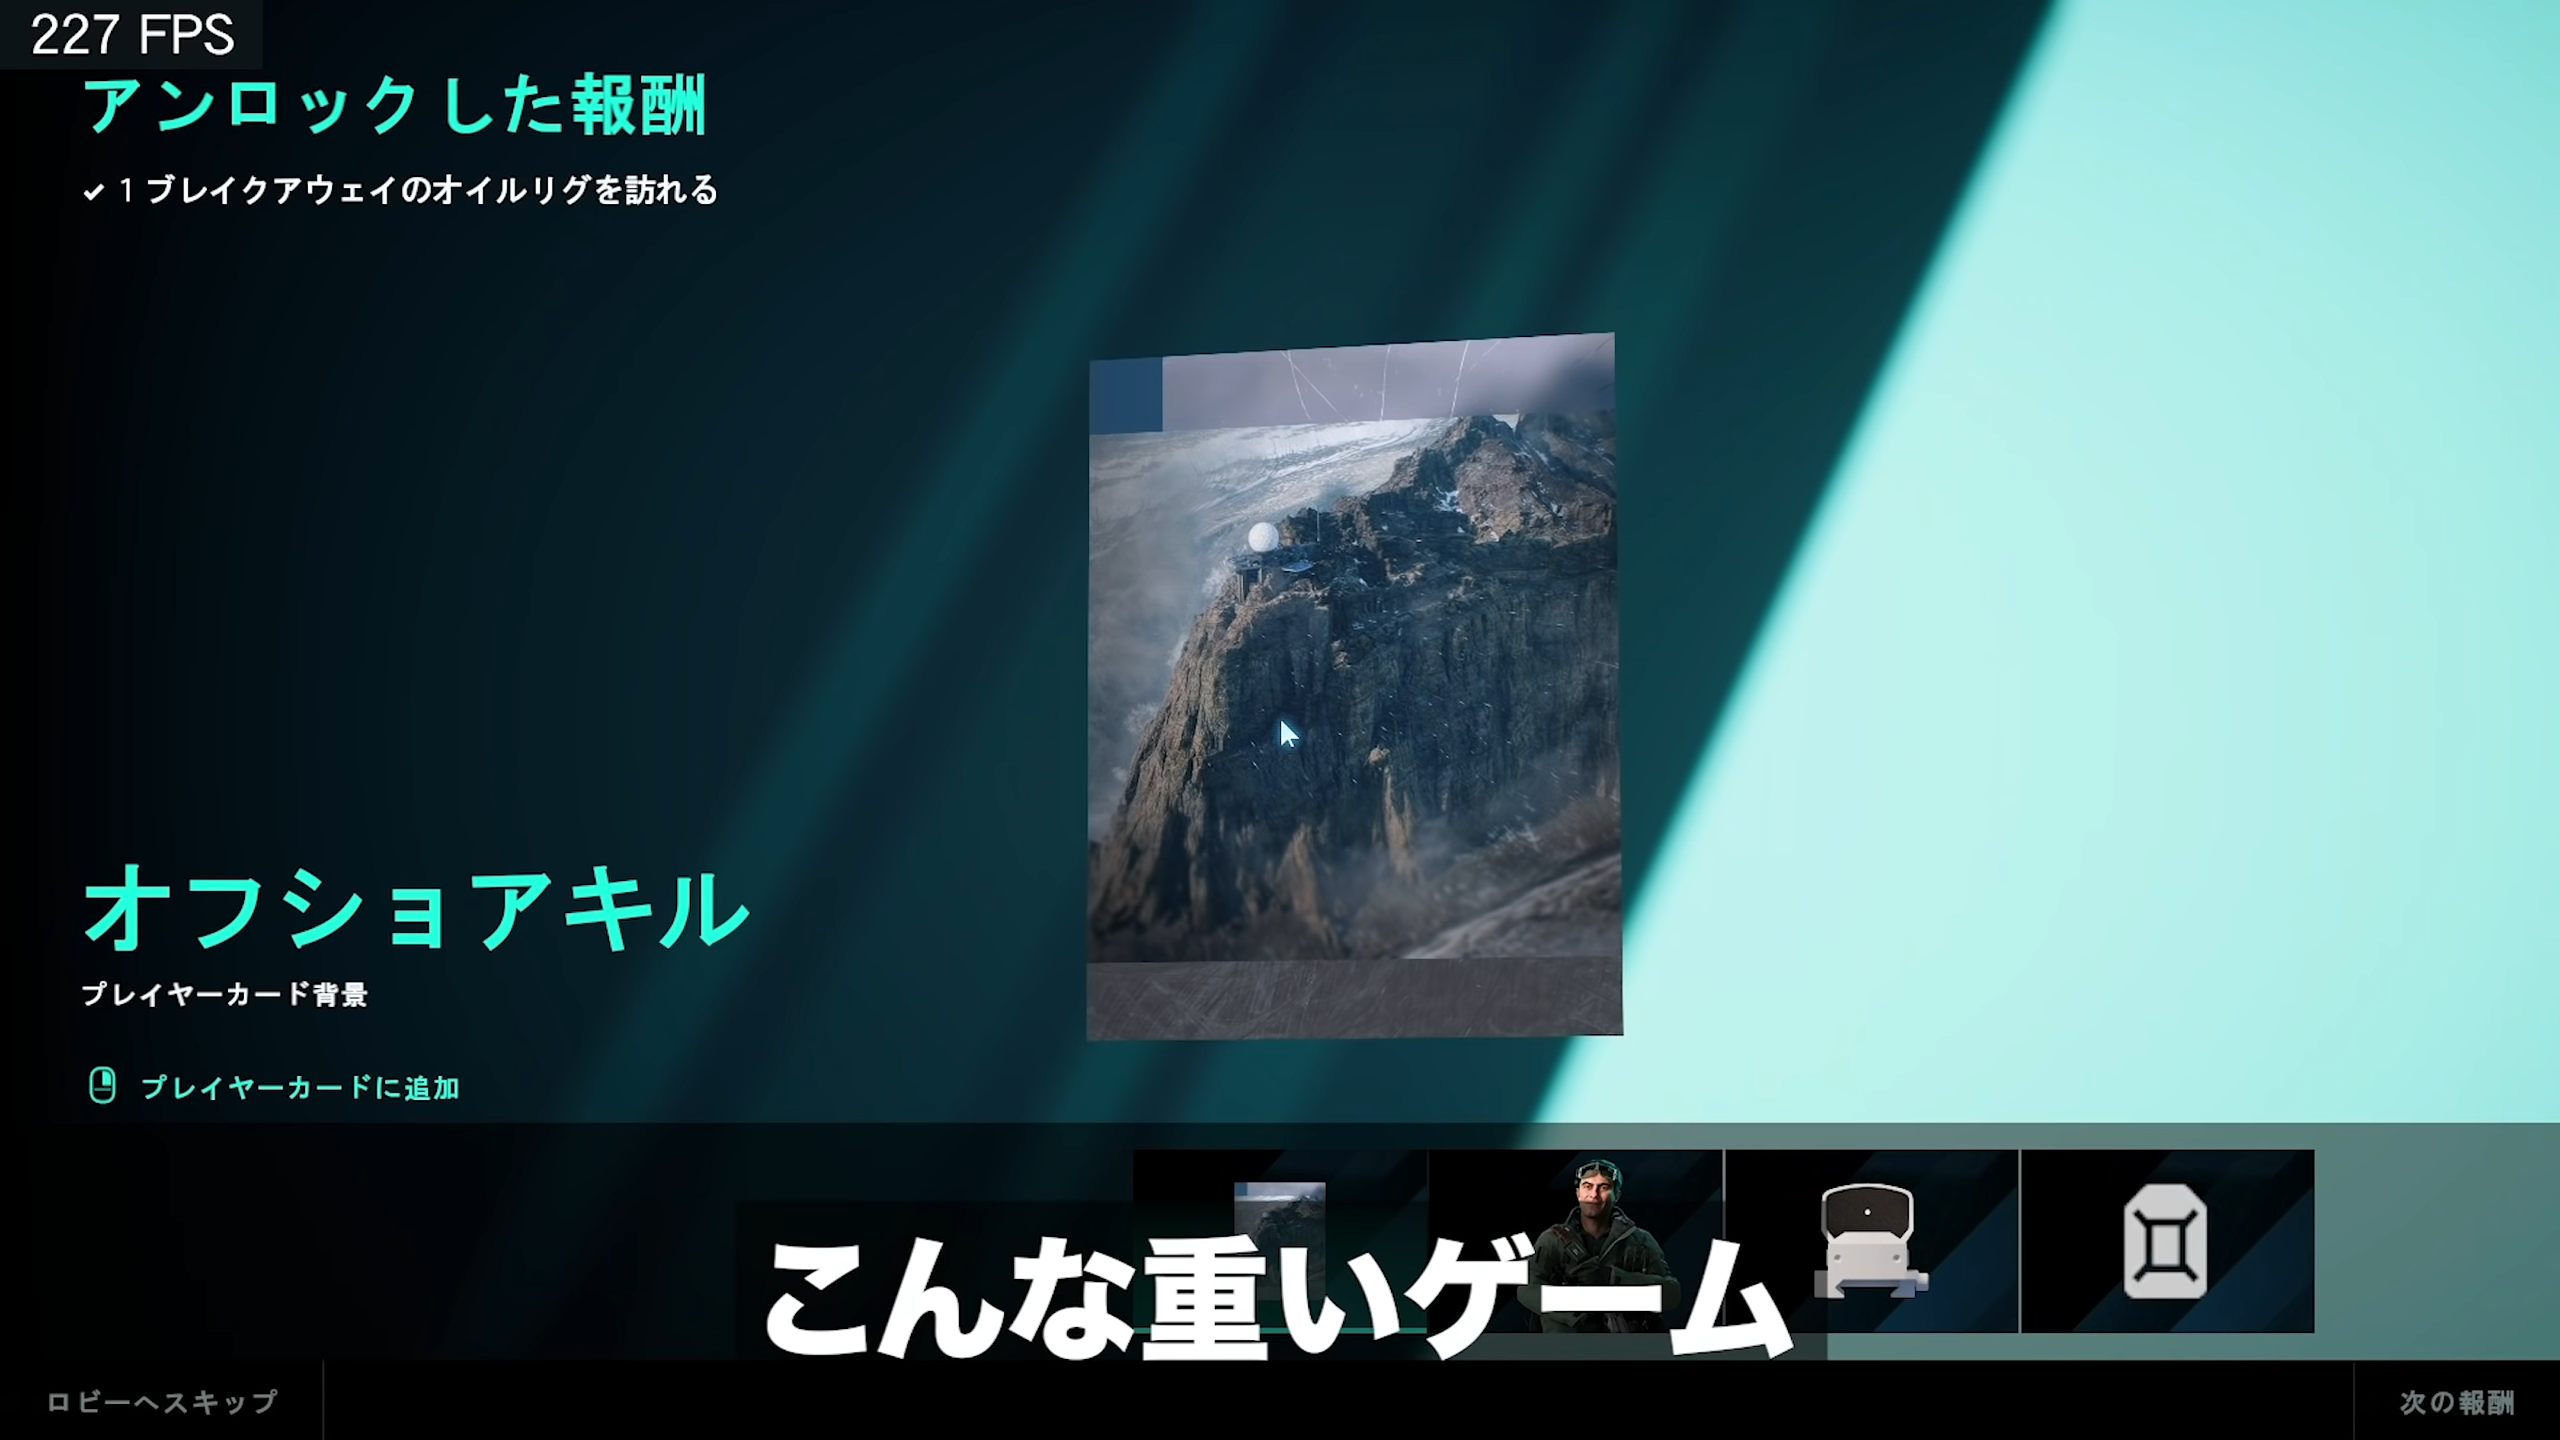 227 FPS
アンロックした報酬
✓ 1 ブレイクアウェイのオイルリグを訪れる
オフショアキル
プレイヤーカード背景
プレイヤーカードに追加
こんな重いゲーム
ロビーへスキップ
次の報酬